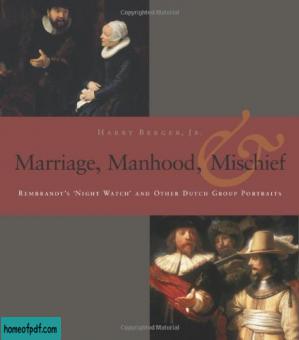 HARRY BERGER, JR.
&
Marriage, Manhood, Mischief
REMBRANDT'S 'NIGHT WATCH' AND OTHER DUTCH GROUP PORTRAITS
homeofpdf.com